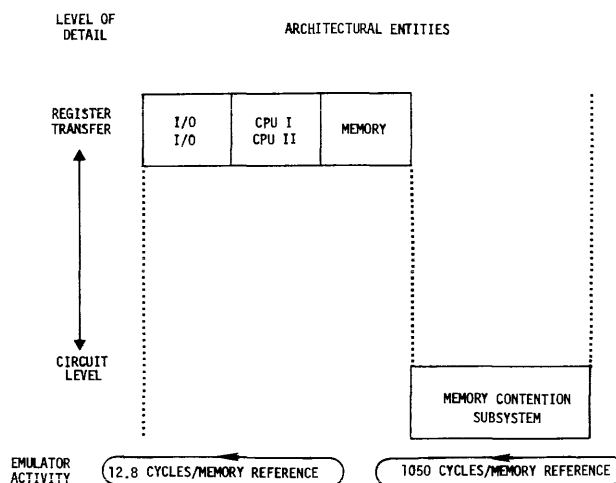 LEVEL OF
DETAIL
ARCHITECTURAL ENTITIES
REGISTER
TRANSFER
I/O
I/O
CPU I
CPU II
MEMORY
CIRCUIT
LEVEL
MEMORY CONTENTION
SUBSYSTEM
EMULATOR
ACTIVITY
12.8 CYCLES/MEMORY REFERENCE
1050 CYCLES/MEMORY REFERENCE